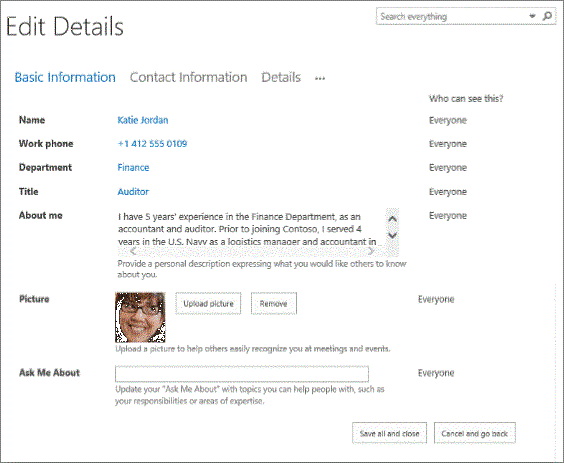 Edit Details
Search everything
Basic Information Contact Information Details ...
Who can see this?
Name Katie Jordan Everyone
Work phone +1 412 555 0109 Everyone
Department Finance Everyone
Title Auditor Everyone
About me I have 5 years' experience in the Finance Department, as an Everyone
accountant and auditor. Prior to joining Contoso, I served 4
years in the U.S. Navy as a logistics manager and accountant in
Provide a personal description expressing what you would like others to know
about you.
Picture Upload picture Remove Everyone
Upload a picture to help others easily recognize you at meetings and events.
Ask Me About Everyone
Update your "Ask Me About" with topics you can help people with, such as
your responsibilities or areas of expertise.
Save all and close Cancel and go back